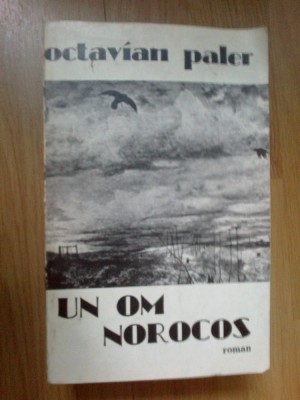 octavian paler
UN OM
NOROCOS
roman